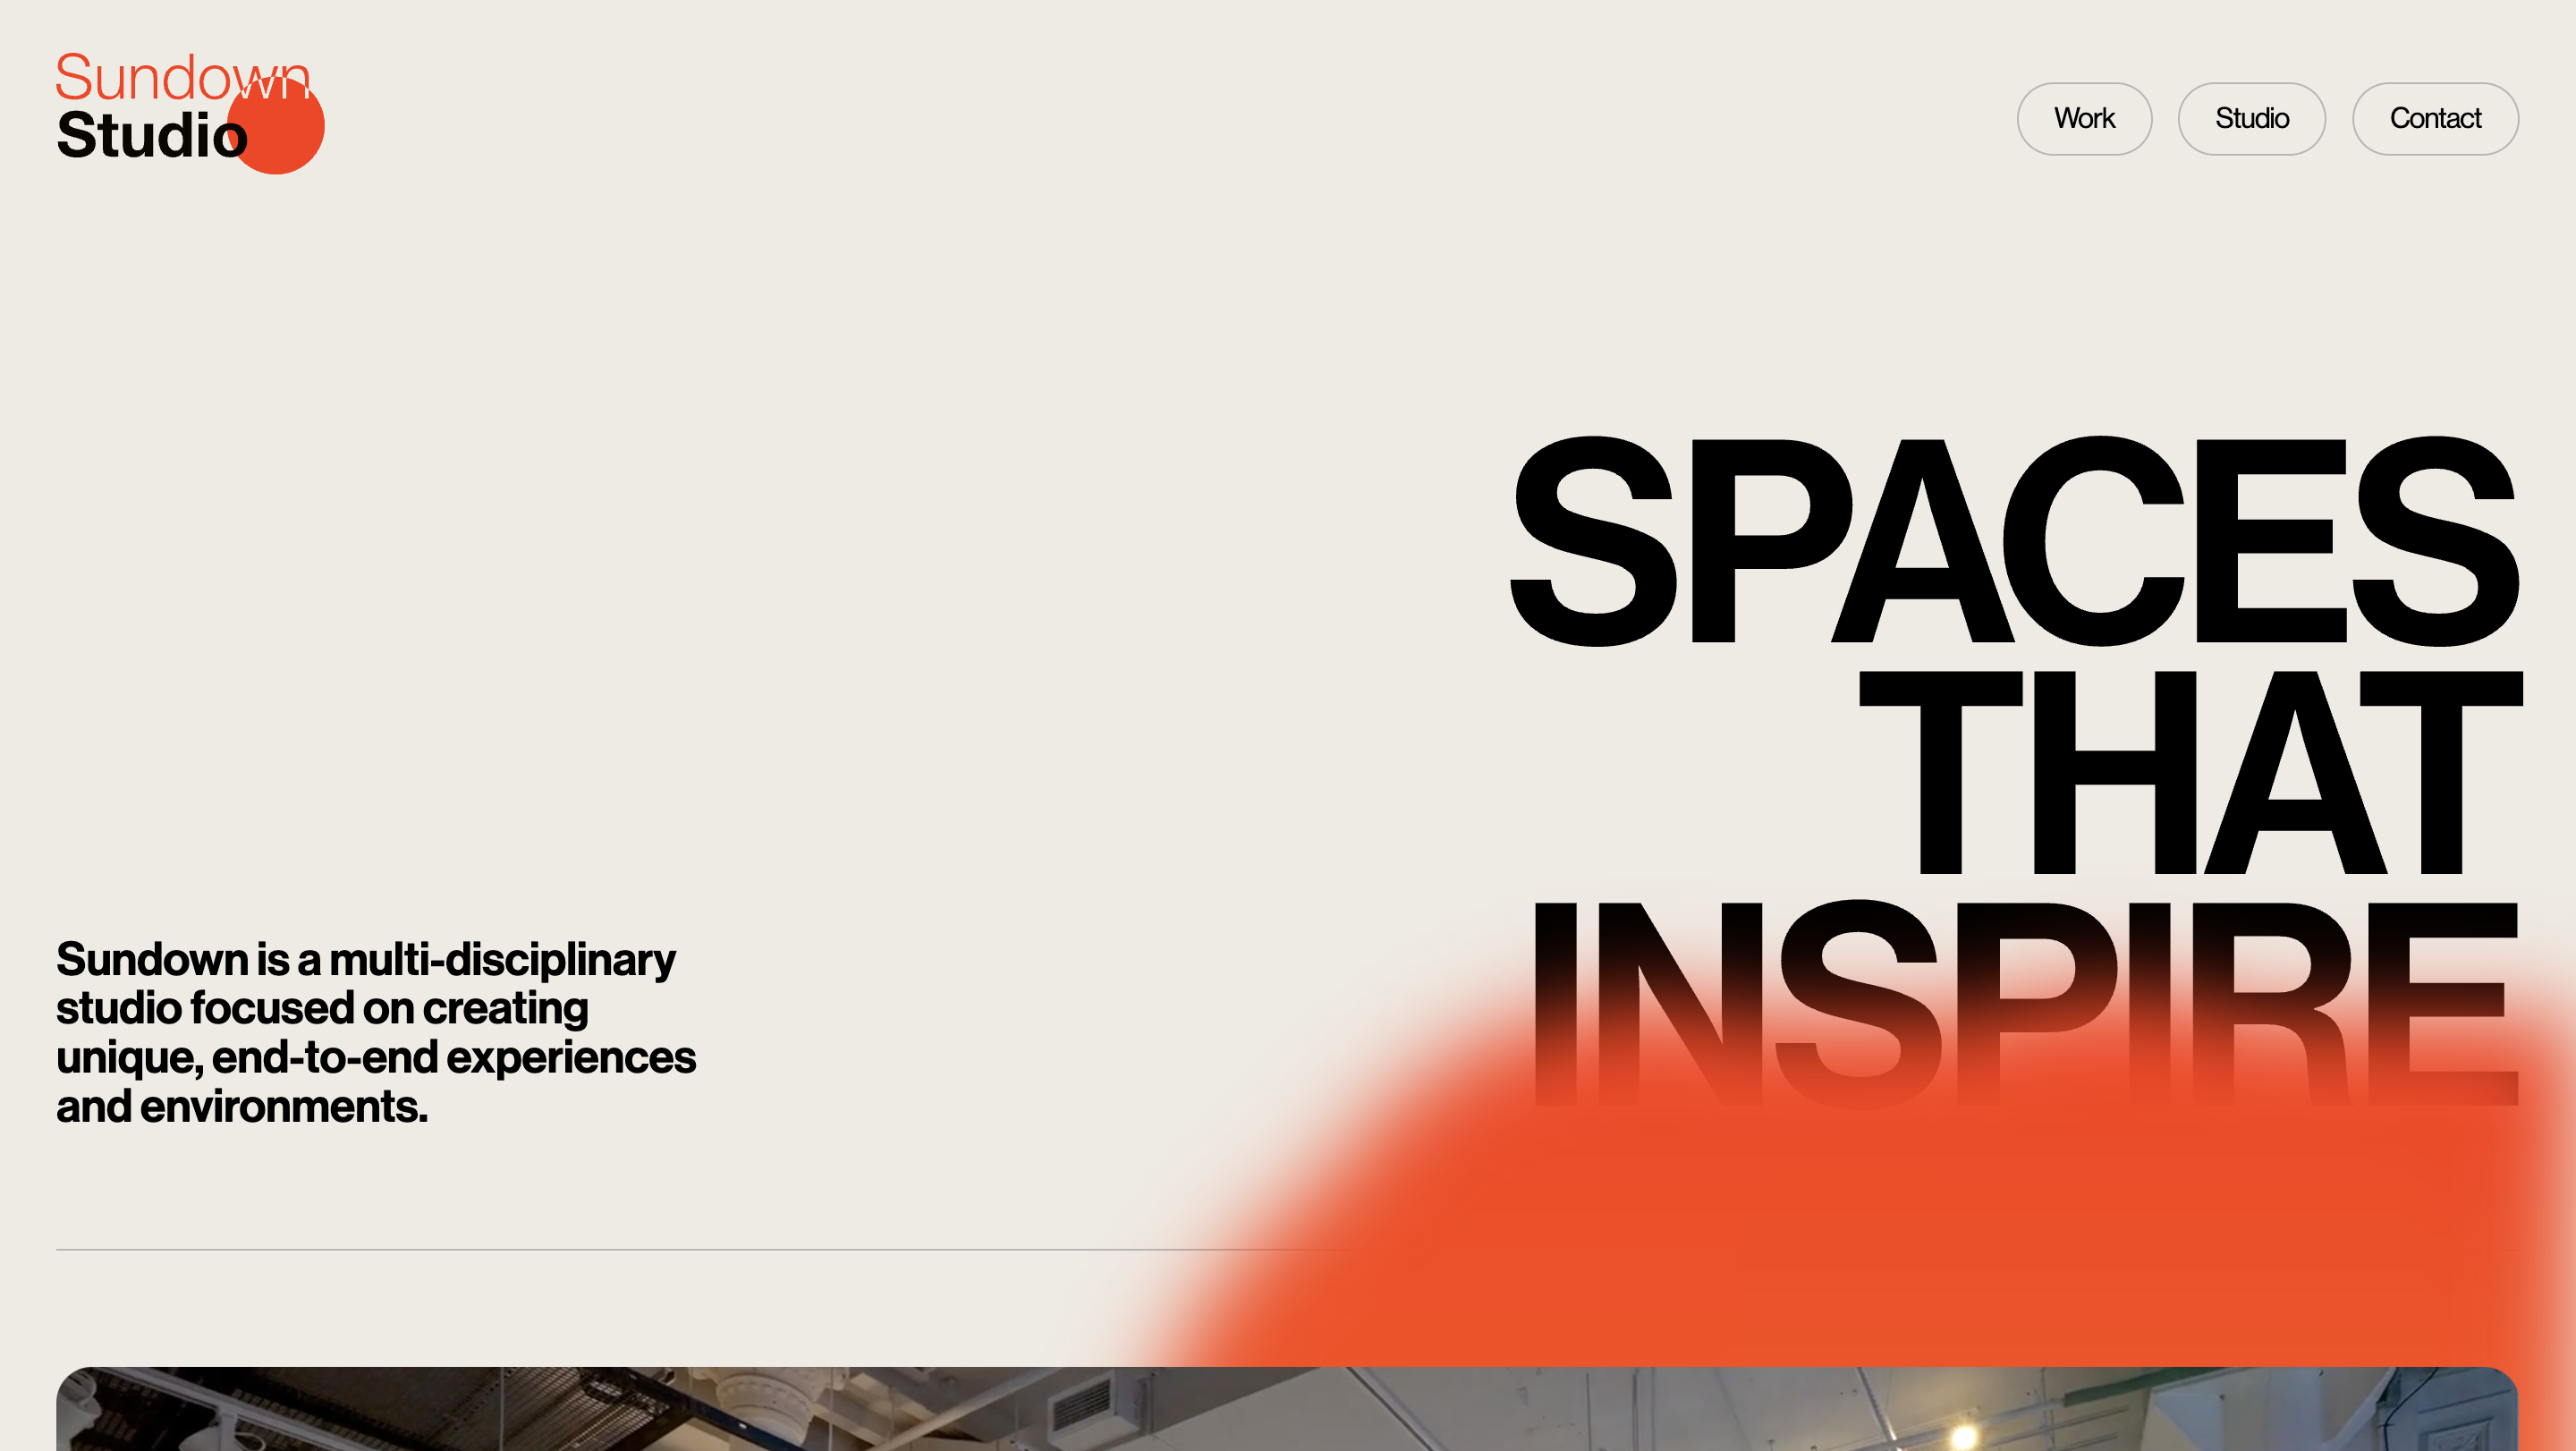 Sundown
Studio
Work
Studio
Contact
SPACES
THAT
INSPIRE
Sundown is a multi-disciplinary
studio focused on creating
unique, end-to-end experiences
and environments.